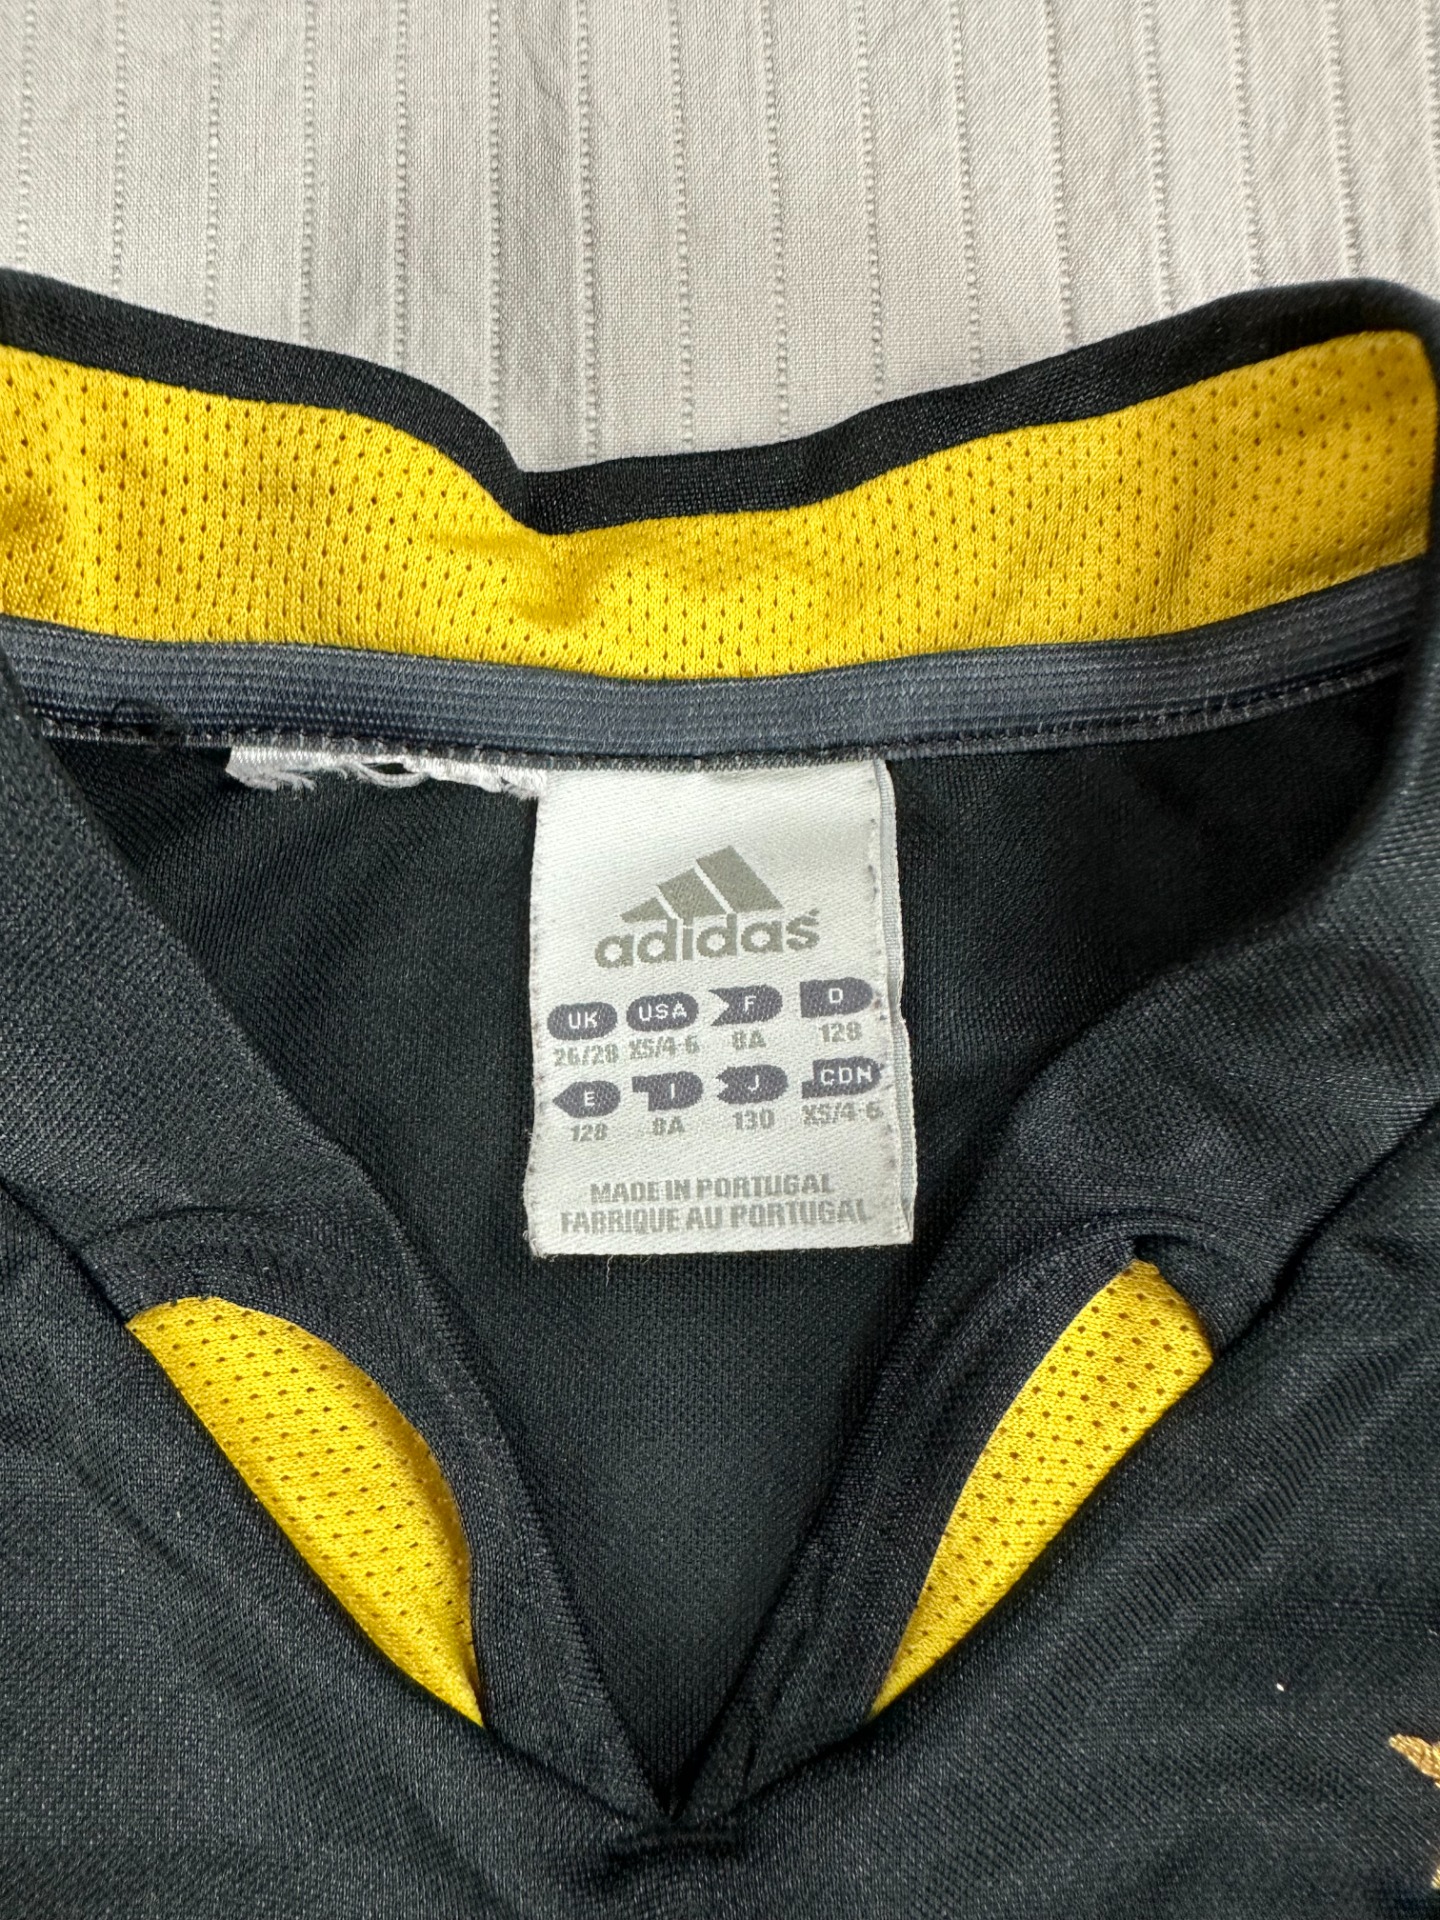 adidas
UK USA F D
26/28 XS/4-6 8A 128
E I J CDN
128 8A 130 XS/4-6
MADE IN PORTUGAL
FABRIQUE AU PORTUGAL